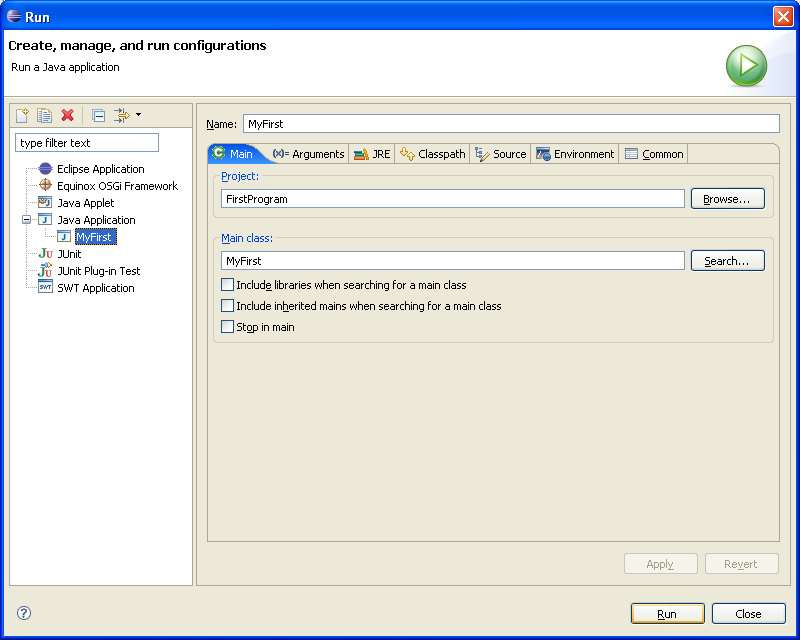 Run
Create, manage, and run configurations
Run a Java application
type filter text
Eclipse Application
Equinox OSGi Framework
Java Applet
Java Application
MyFirst
JUnit
JUnit Plug-in Test
SWT Application
Name: MyFirst
Main (x)= Arguments JRE Classpath Source Environment Common
Project:
FirstProgram Browse...
Main class:
MyFirst Search...
Include libraries when searching for a main class
Include inherited mains when searching for a main class
Stop in main
Apply Revert
Run Close